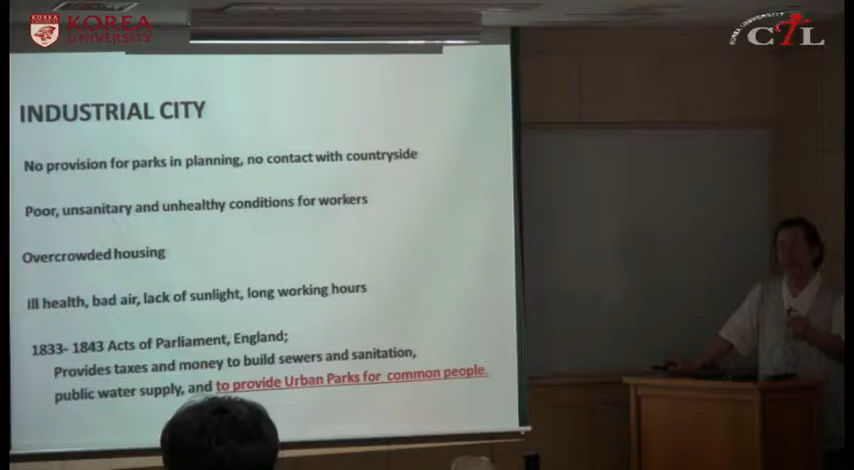 KOREA
UNIVERSITY
KOREA UNIVERSITY
CTL
INDUSTRIAL CITY
No provision for parks in planning, no contact with countryside
Poor, unsanitary and unhealthy conditions for workers
Overcrowded housing
Ill health, bad air, lack of sunlight, long working hours
1833- 1843 Acts of Parliament, England;
Provides taxes and money to build sewers and sanitation,
public water supply, and to provide Urban Parks for common people.